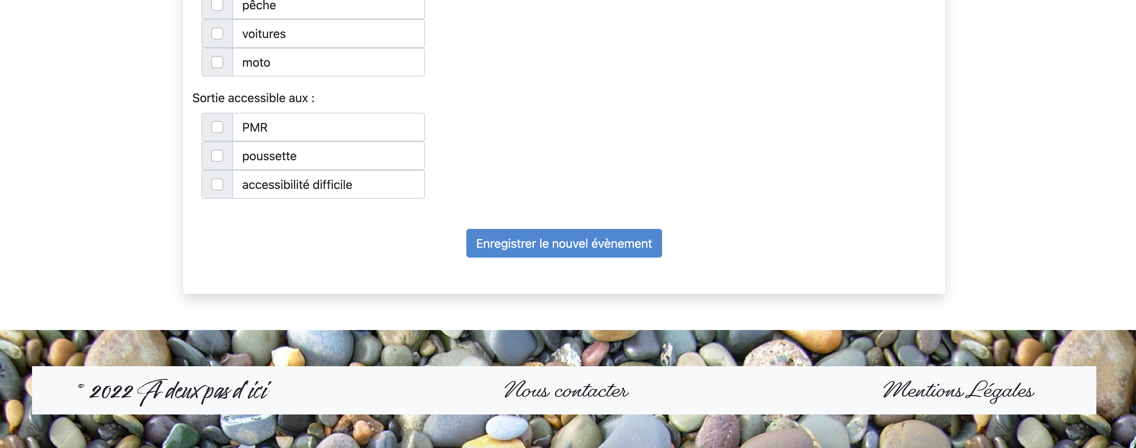 pêche
voitures
moto
Sortie accessible aux :
PMR
poussette
accessibilité difficile
Enregistrer le nouvel évènement
© 2022 A deux pas d'ici
Nous contacter
Mentions Légales